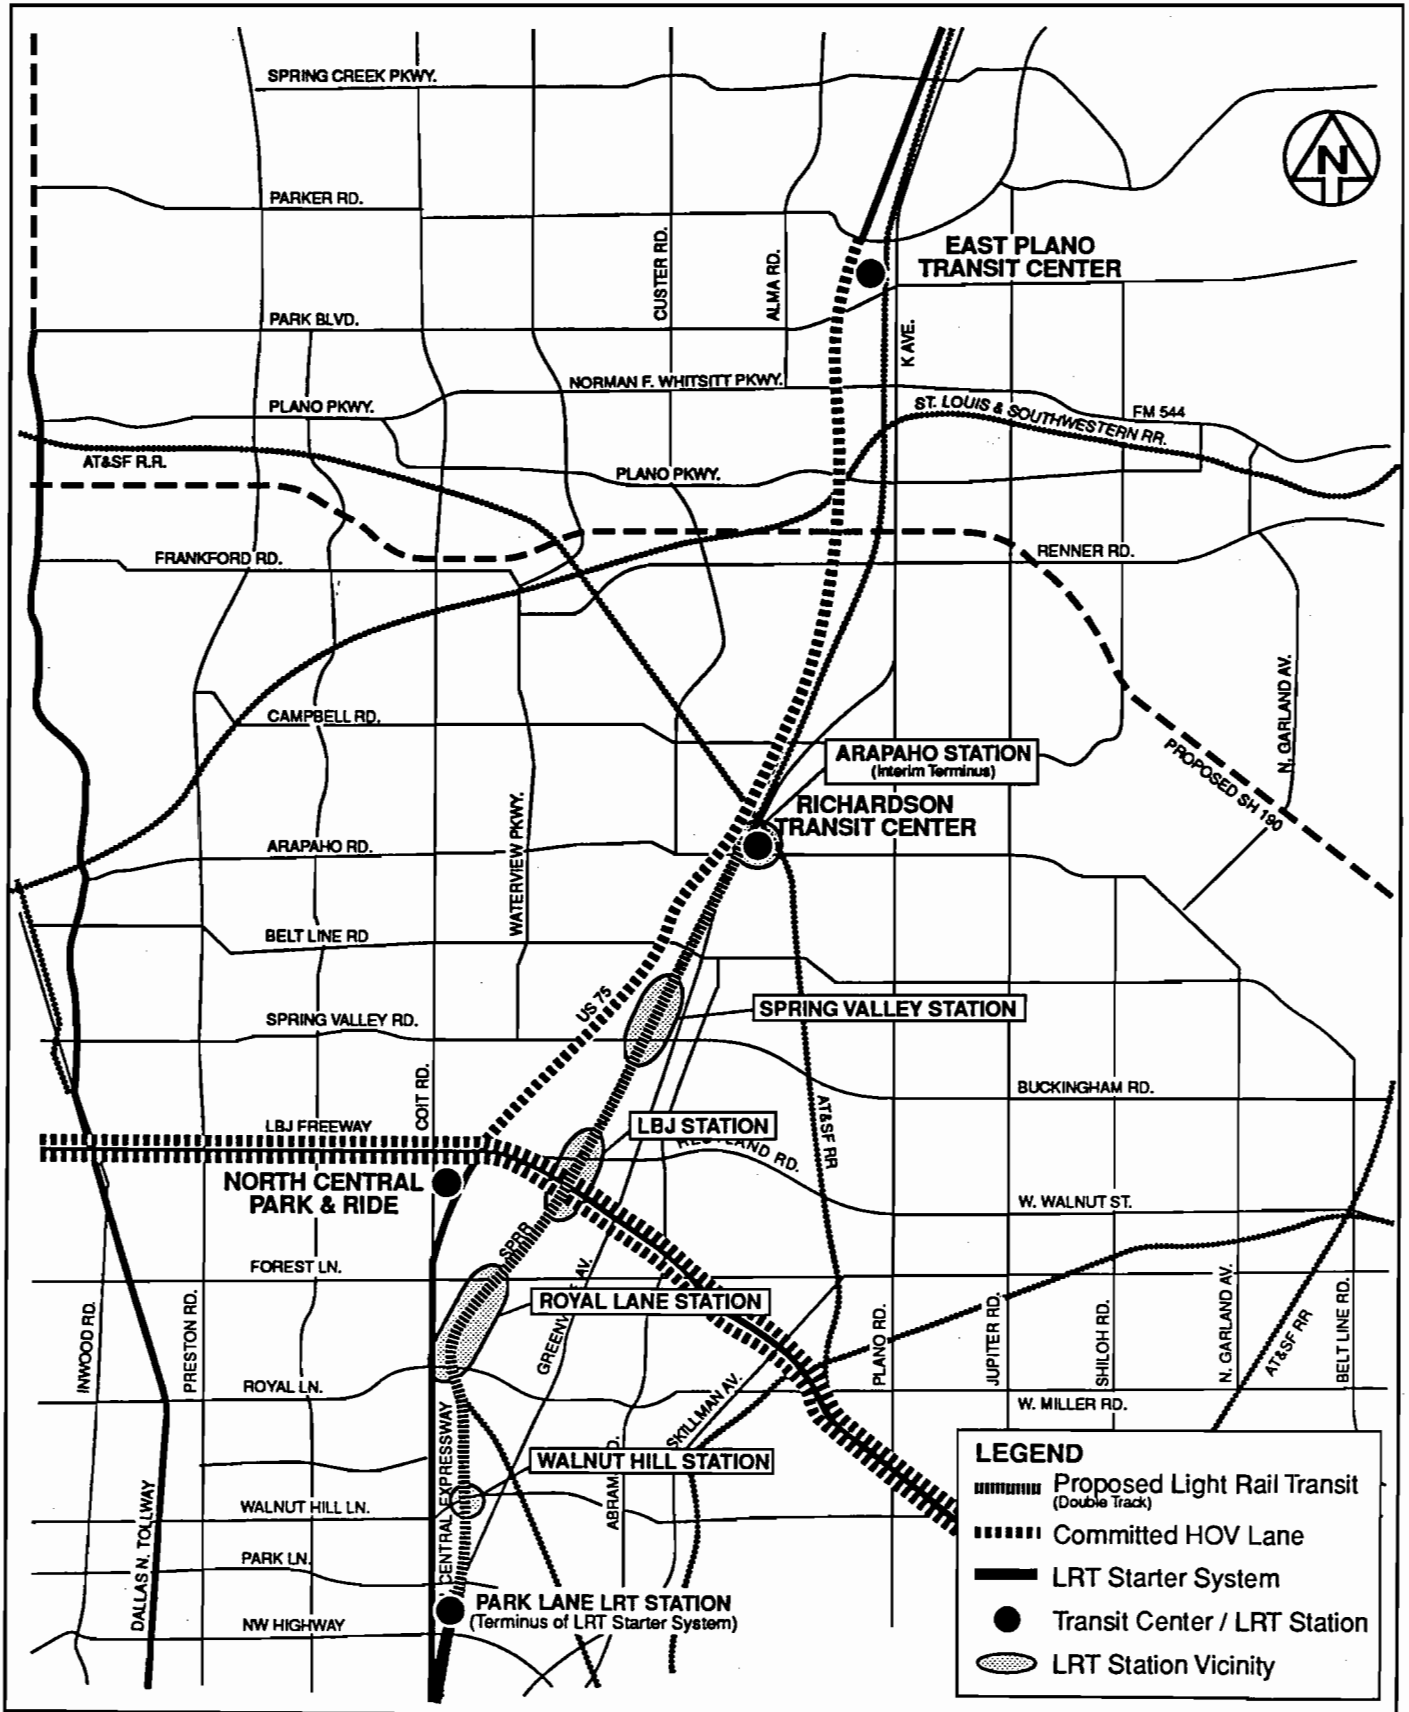 SPRING CREEK PKWY.
N
PARKER RD.
CUSTER RD.
ALMA RD.
EAST PLANO
TRANSIT CENTER
PARK BLVD.
K AVE.
NORMAN F. WHITSITT PKWY.
PLANO PKWY.
ST. LOUIS & SOUTHWESTERN RR.
FM 544
AT&SF R.R.
PLANO PKWY.
FRANKFORD RD.
RENNER RD.
N. GARLAND AV.
CAMPBELL RD.
PROPOSED SH 190
ARAPAHO STATION
(Interim Terminus)
RICHARDSON
TRANSIT CENTER
ARAPAHO RD.
WATERVIEW PKWY.
BELT LINE RD
US 75
SPRING VALLEY STATION
SPRING VALLEY RD.
COIT RD.
BUCKINGHAM RD.
AT&SF RR
LBJ FREEWAY
LBJ STATION
RD.
NORTH CENTRAL
PARK & RIDE
W. WALNUT ST.
SPRR
FOREST LN.
ROYAL LANE STATION
INWOOD RD.
PRESTON RD.
AV.
PLANO RD.
JUPITER RD.
SHILOH RD.
N. GARLAND AV.
AT&SF RR
BELT LINE RD.
ROYAL LN.
SKILLMAN AV.
W. MILLER RD.
CENTRAL EXPRESSWAY
WALNUT HILL STATION
DALLAS N. TOLLWAY
WALNUT HILL LN.
PARK LN.
PARK LANE LRT STATION
(Terminus of LRT Starter System)
NW HIGHWAY
LEGEND
Proposed Light Rail Transit
(Double Track)
Committed HOV Lane
LRT Starter System
Transit Center / LRT Station
LRT Station Vicinity